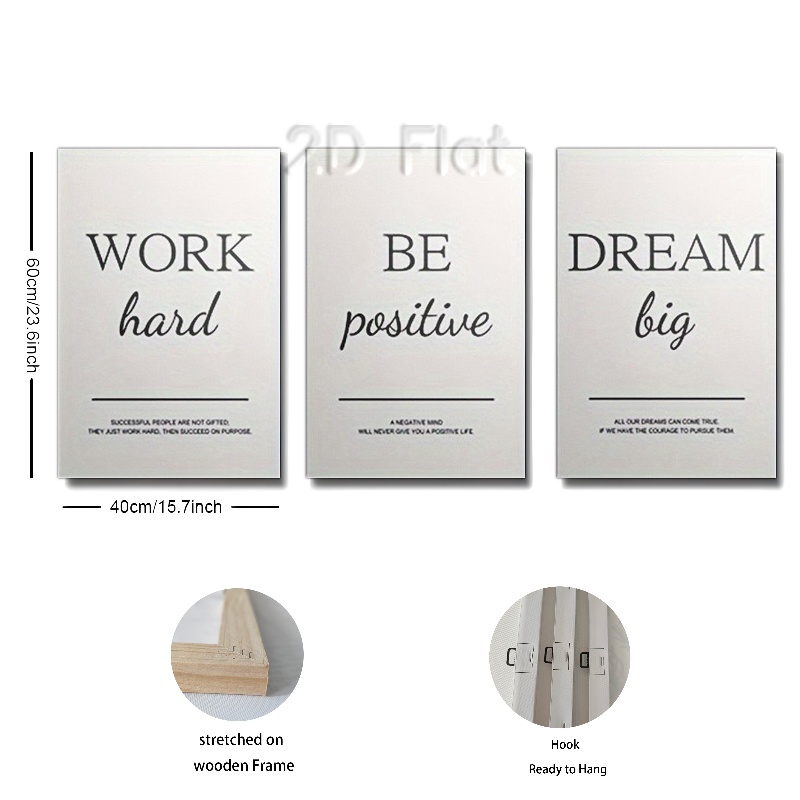 2.D Flat
WORK
hard
SUCCESSFUL PEOPLE ARE NOT GIFTED,
THEY JUST WORK HARD, THEN SUCCEED ON PURPOSE.
BE
positive
A NEGATIVE MIND
WILL NEVER GIVE YOU A POSITIVE LIFE.
DREAM
big
ALL OUR DREAMS CAN COME TRUE,
IF WE HAVE THE COURAGE TO PURSUE THEM.
60cm/23.6inch
40cm/15.7inch
stretched on
wooden Frame
Hook
Ready to Hang